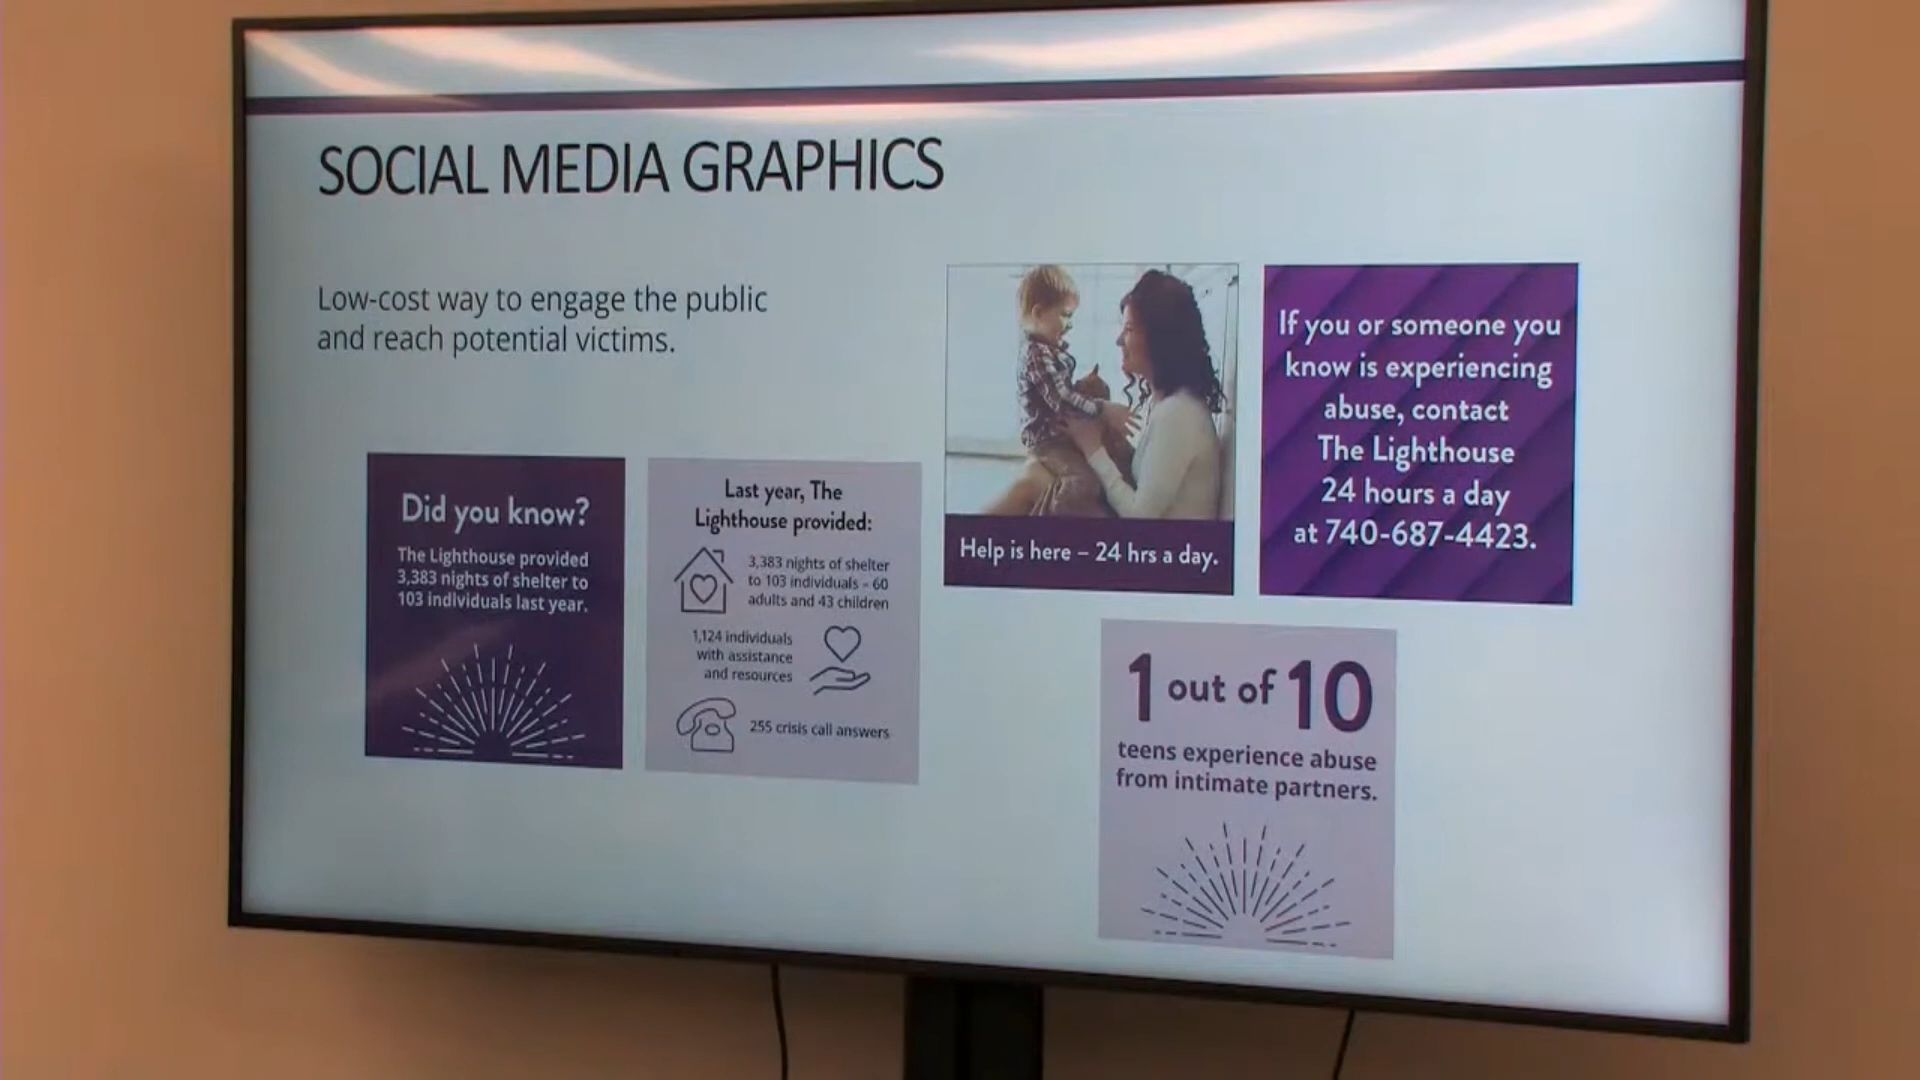 SOCIAL MEDIA GRAPHICS
Low-cost way to engage the public
and reach potential victims.
Did you know?
The Lighthouse provided
3,383 nights of shelter to
103 individuals last year.
Last year, The
Lighthouse provided:
3,383 nights of shelter
to 103 individuals - 60
adults and 43 children
1,124 individuals
with assistance
and resources
255 crisis call answers
Help is here – 24 hrs a day.
If you or someone you
know is experiencing
abuse, contact
The Lighthouse
24 hours a day
at 740-687-4423.
1 out of 10
teens experience abuse
from intimate partners.